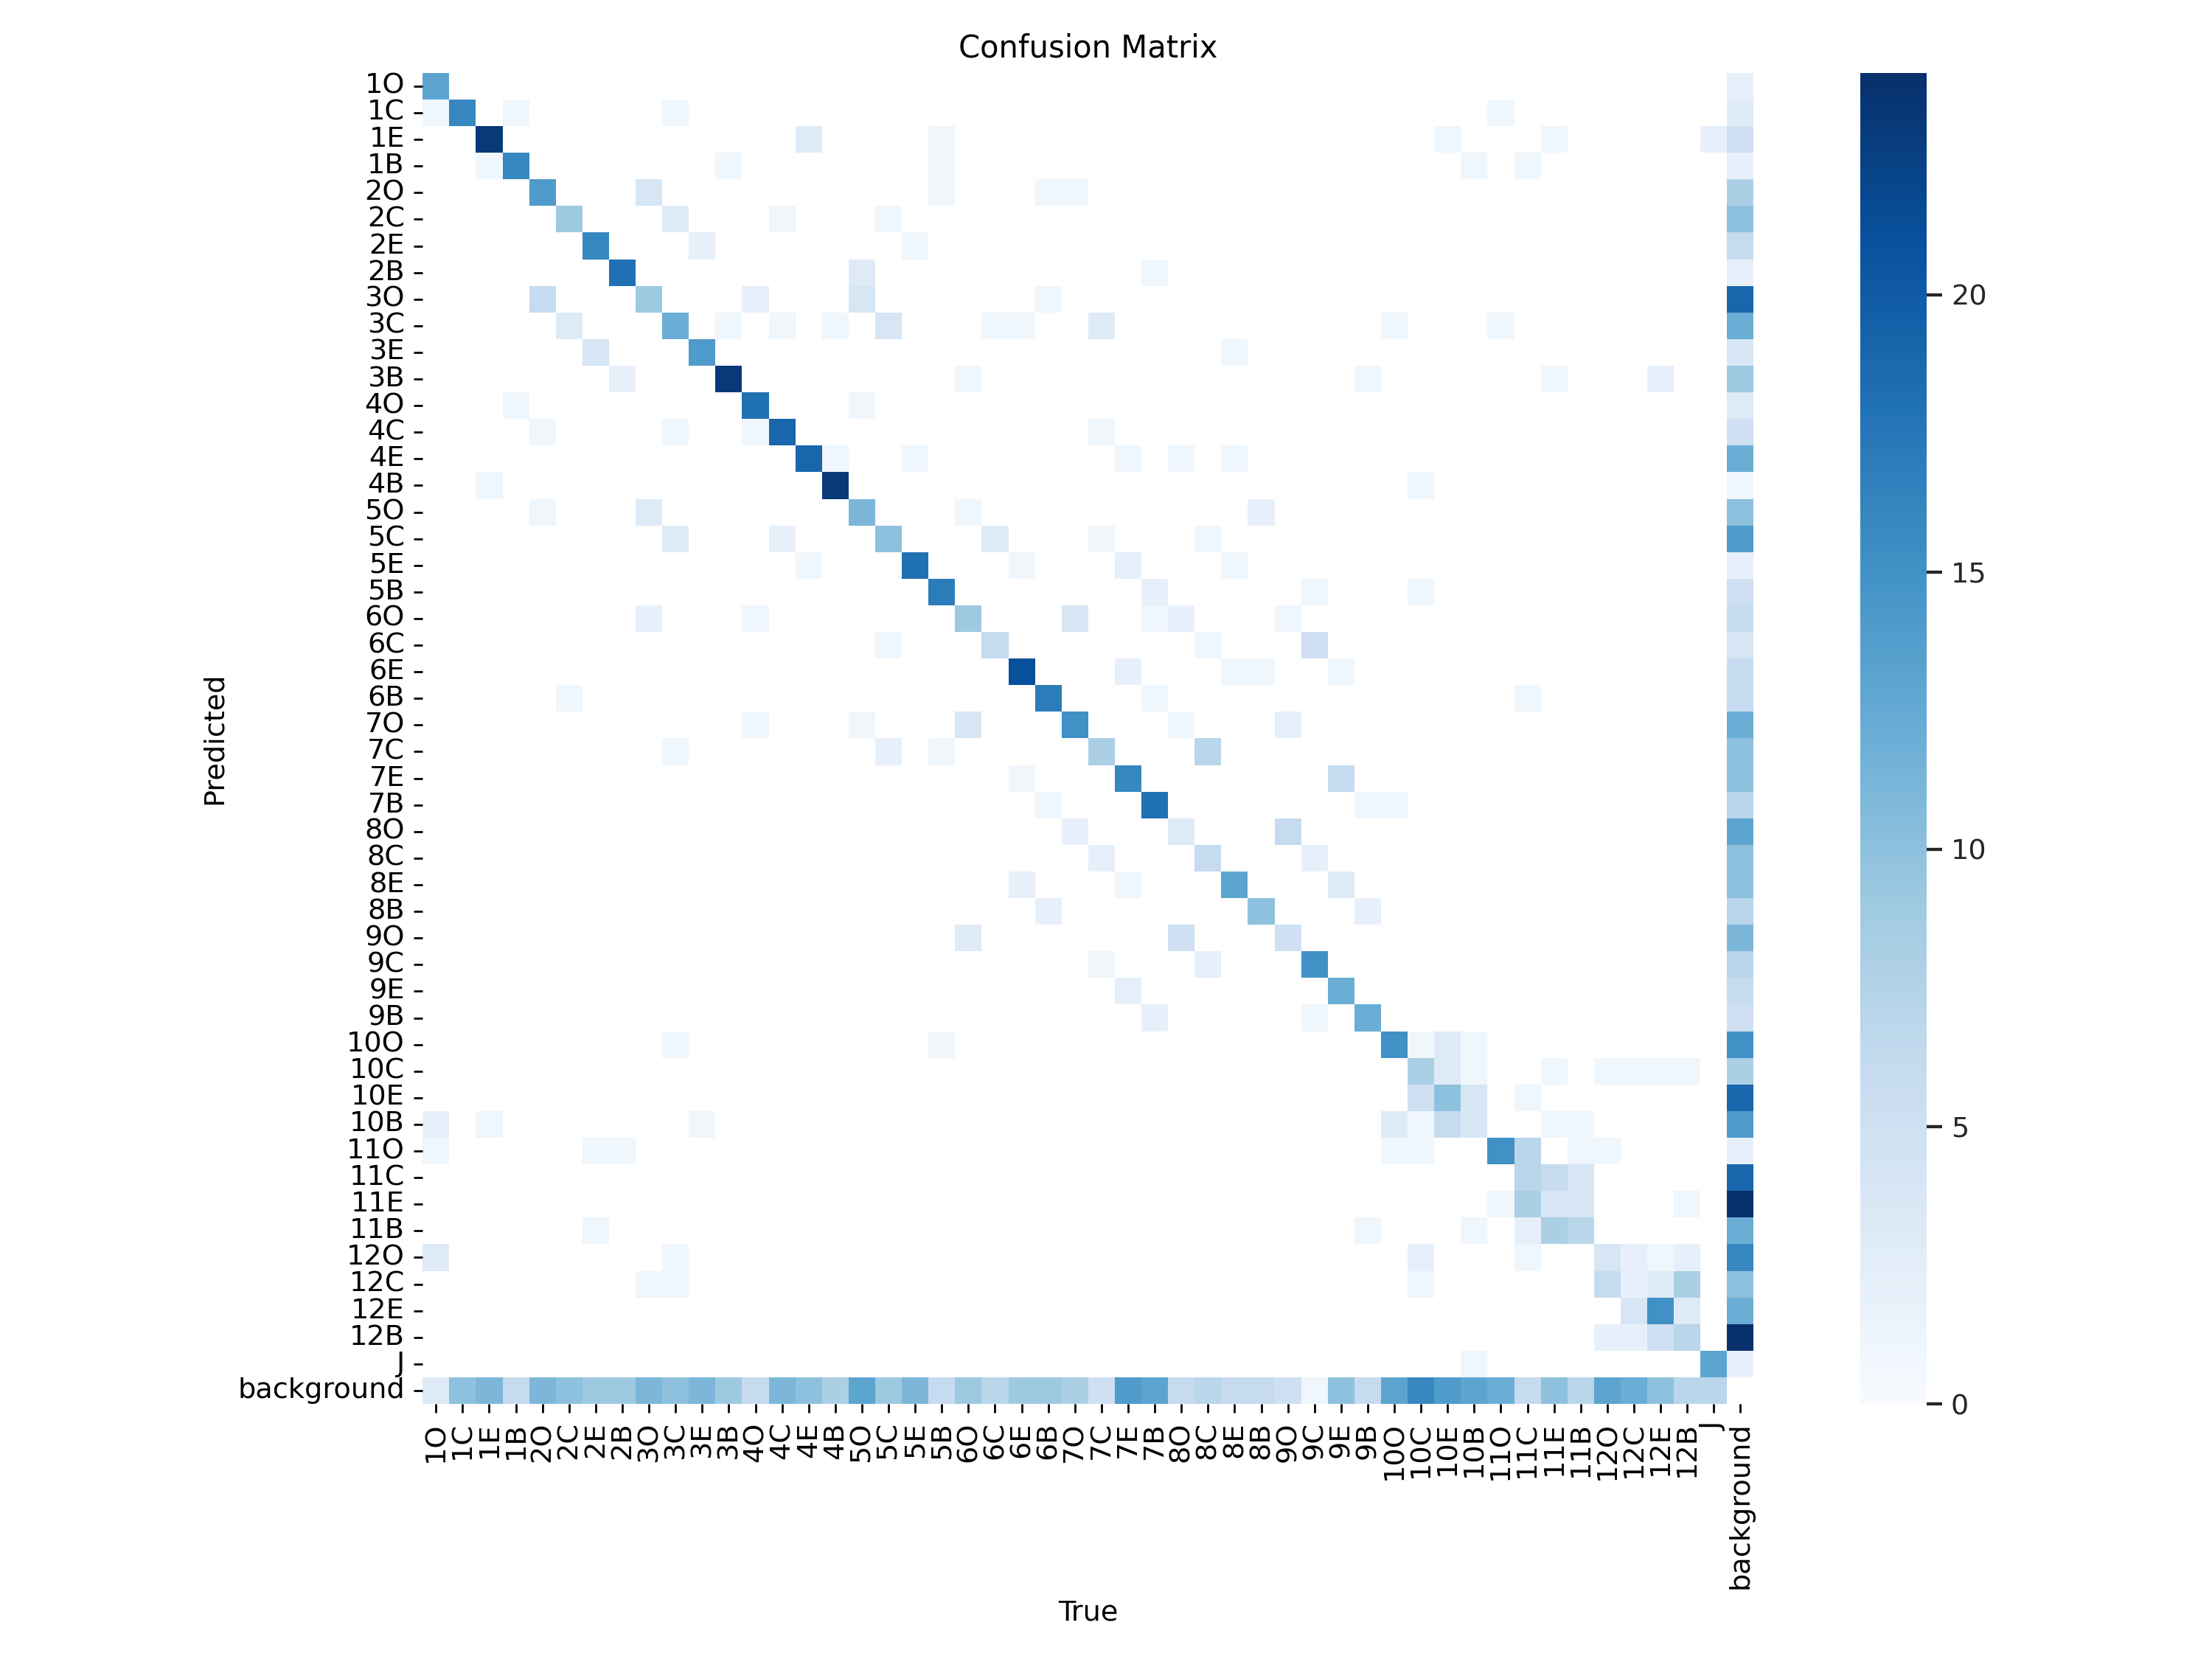 Confusion Matrix
1O
1C
1E
1B
2O
2C
2E
2B
3O
3C
3E
3B
4O
4C
4E
4B
5O
5C
5E
5B
6O
6C
6E
6B
7O
7C
7E
7B
8O
8C
8E
8B
9O
9C
9E
9B
10O
10C
10E
10B
11O
11C
11E
11B
12O
12C
12E
12B
J
background
Predicted
1O 1C 1E 1B 2O 2C 2E 2B 3O 3C 3E 3B 4O 4C 4E 4B 5O 5C 5E 5B 6O 6C 6E 6B 7O 7C 7E 7B 8O 8C 8E 8B 9O 9C 9E 9B 10O 10C 10E 10B 11O 11C 11E 11B 12O 12C 12E 12B J background
True
20
15
10
5
0